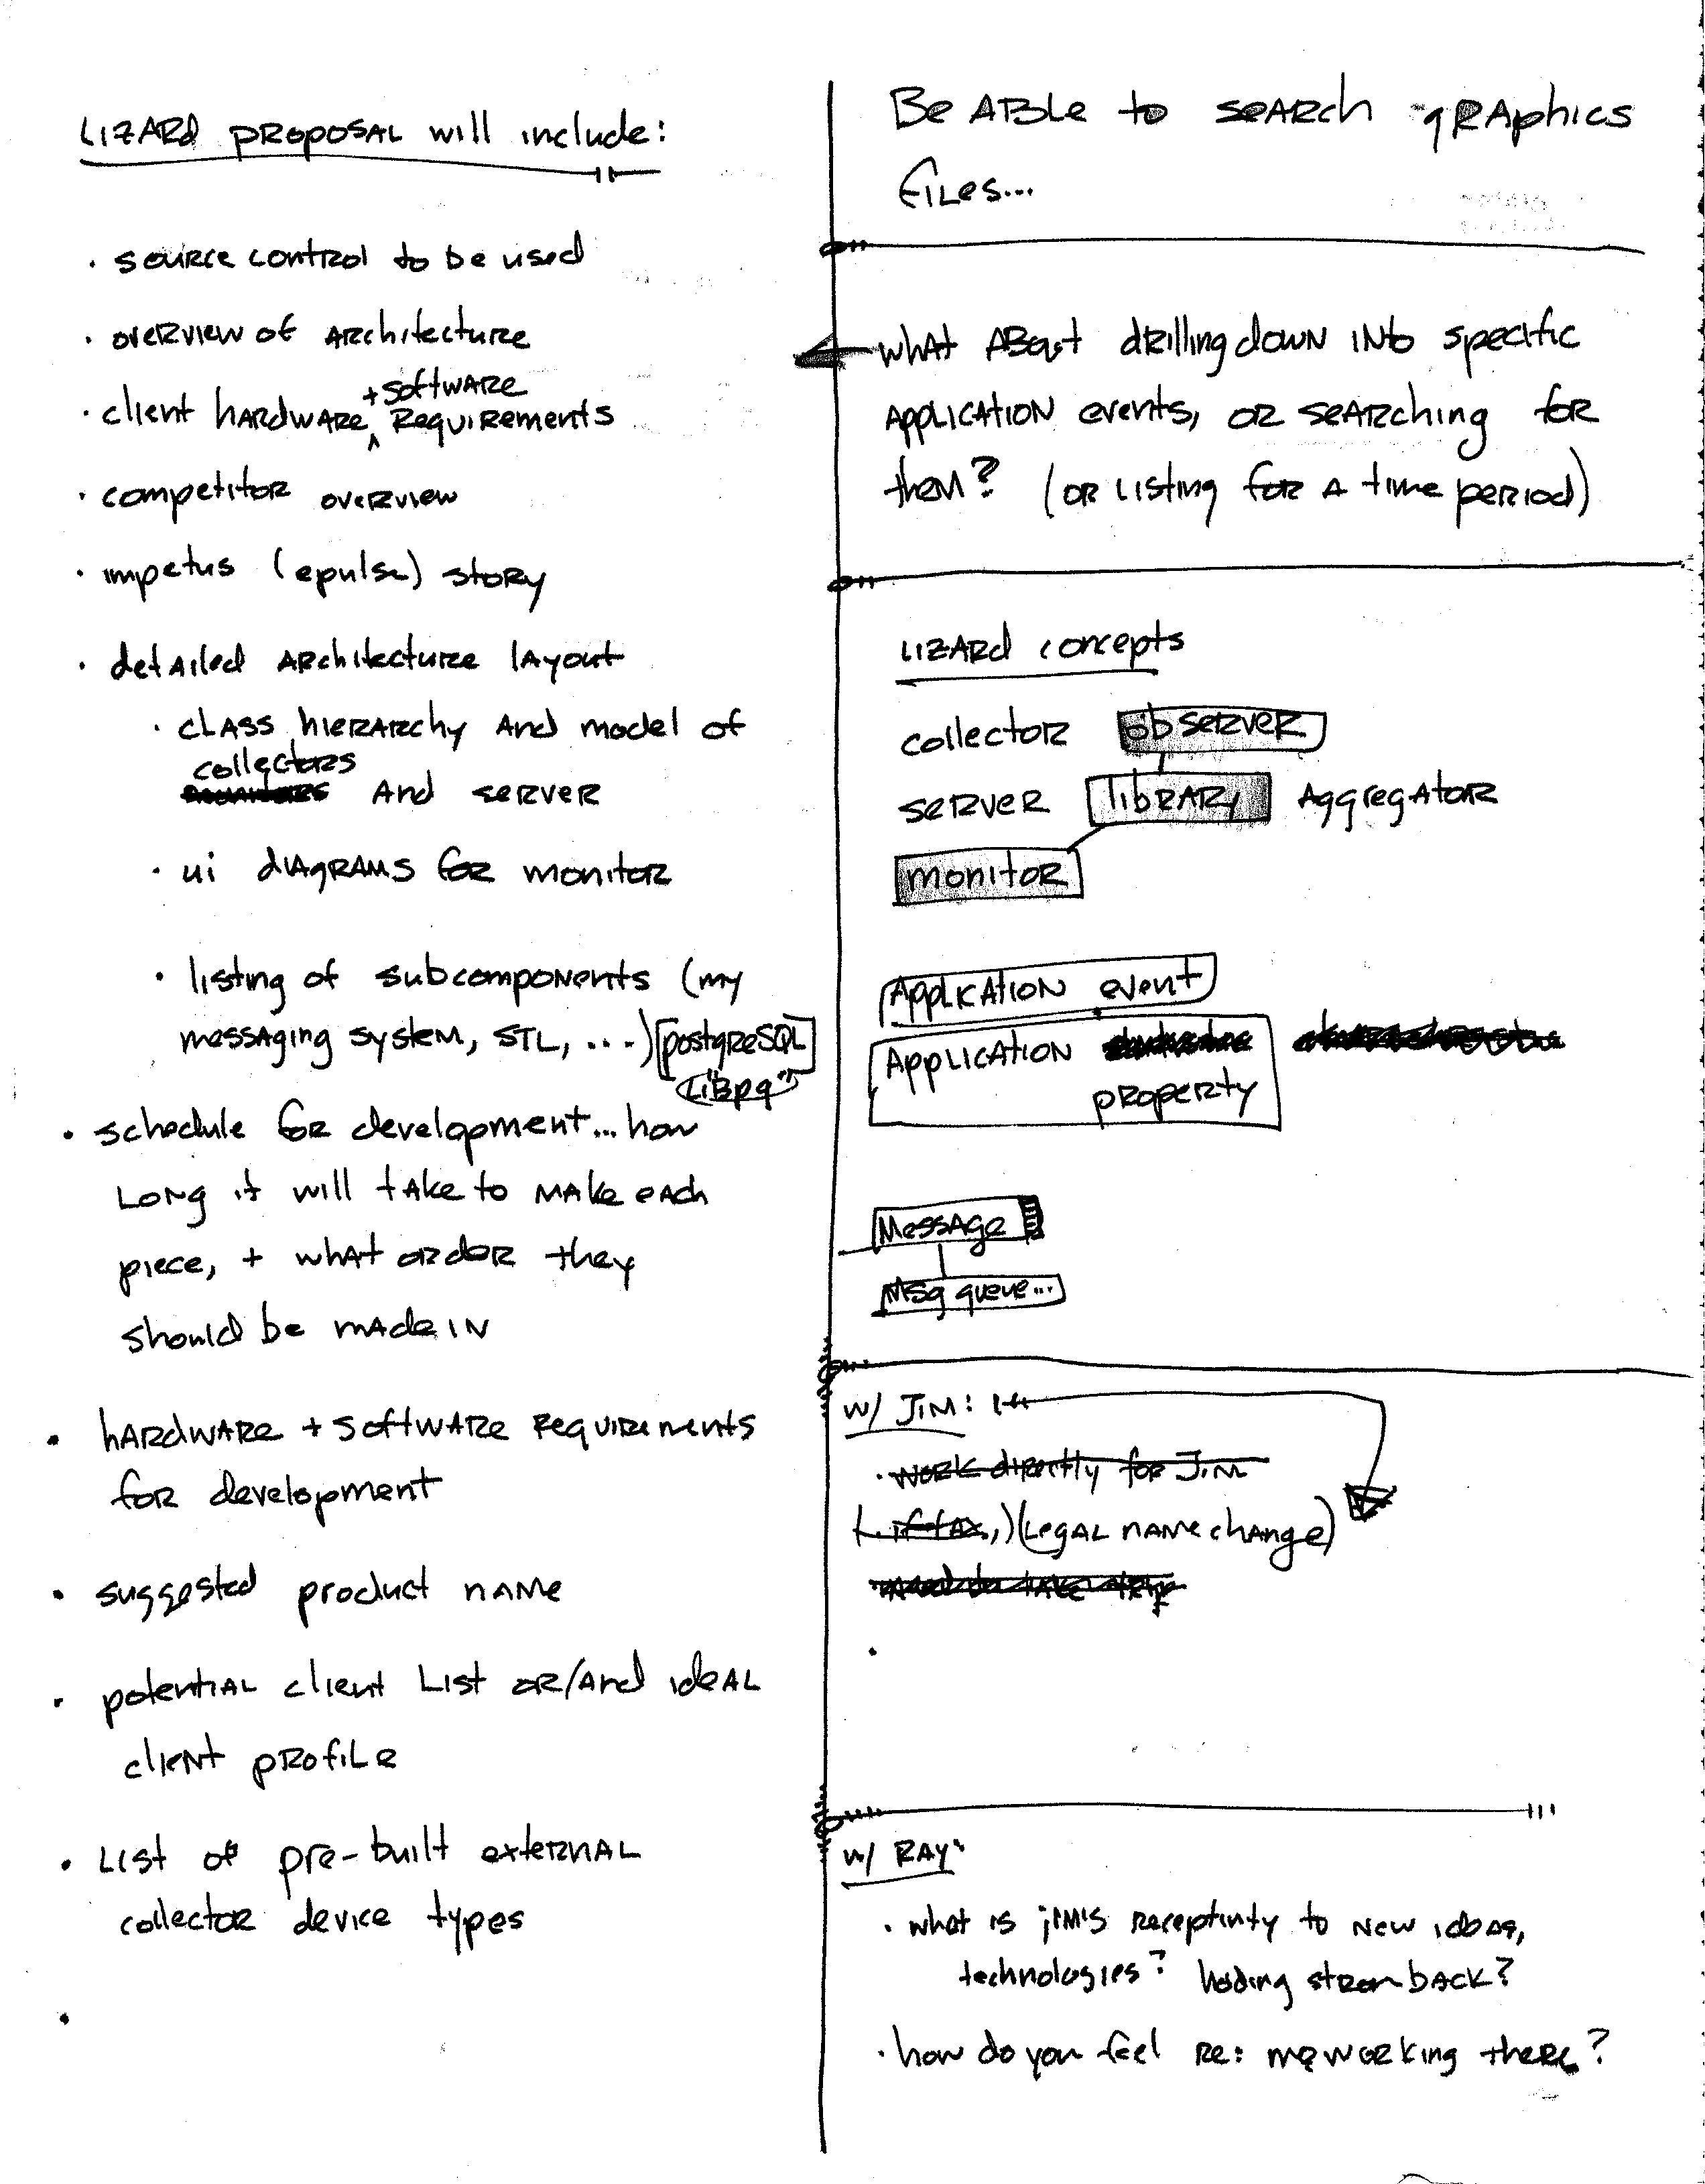 LIZARD PROPOSAL will include:
· source control to be used
· overview of Architecture
+ software
· client hardware ^ Requirements
· competitor overview
· impetus (epulse) story
· detailed Architecture layout
· class hierarchy and model of
collectors
and server
· ui diagrams for monitor
· listing of subcomponents (my
messaging system, STL, ...) postgreSQL
"Libpq"
· schedule for development... how
long it will take to make each
piece, + what order they
should be made in
· hardware + software requirements
for development
· suggested product name
· potential client list or/and ideal
client profile
· List of pre-built external
collector device types
·
Be able to search graphics
files...
what about drilling down into specific
application events, or searching for
them? (or listing for a time period)
LIZARD concepts
collector observer
server library Aggregator
monitor
Application event
Application
property
Message
Msg queue...
w/ JIM:
· work directly for Jim
(Legal name change)
·
w/ RAY:
· what is jim's receptivity to new ideas,
technologies? holding back?
· how do you feel re: me working there?